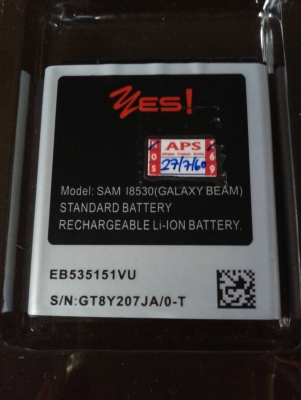 YES!
APS
27/7/60
Model: SAM I8530(GALAXY BEAM)
STANDARD BATTERY
RECHARGEABLE Li-ION BATTERY.
EB535151VU
S/N:GT8Y207JA/0-T